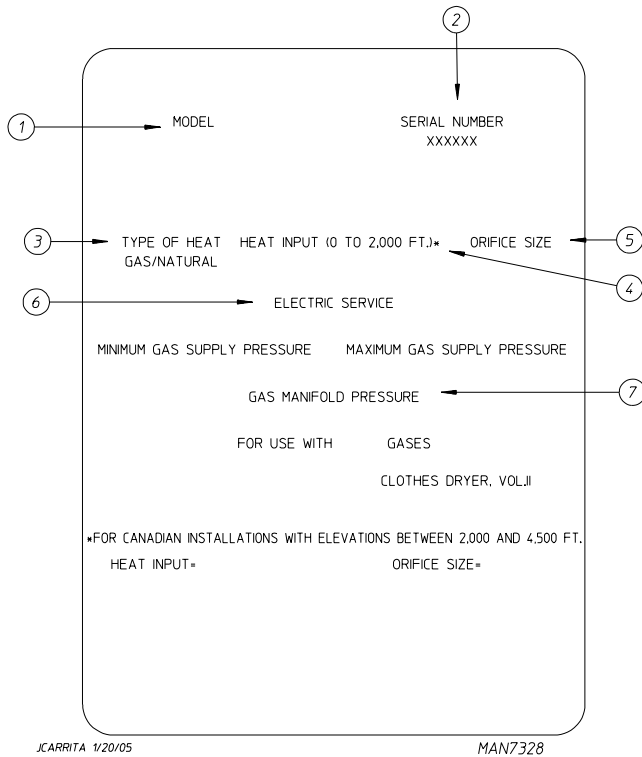 2
1
MODEL
SERIAL NUMBER
XXXXXX
3
TYPE OF HEAT
GAS/NATURAL
HEAT INPUT (0 TO 2,000 FT.)*
ORIFICE SIZE
5
4
6
ELECTRIC SERVICE
MINIMUM GAS SUPPLY PRESSURE
MAXIMUM GAS SUPPLY PRESSURE
GAS MANIFOLD PRESSURE
7
FOR USE WITH GASES
CLOTHES DRYER, VOL.II
*FOR CANADIAN INSTALLATIONS WITH ELEVATIONS BETWEEN 2,000 AND 4,500 FT.
HEAT INPUT=
ORIFICE SIZE=
JCARRITA 1/20/05
MAN7328